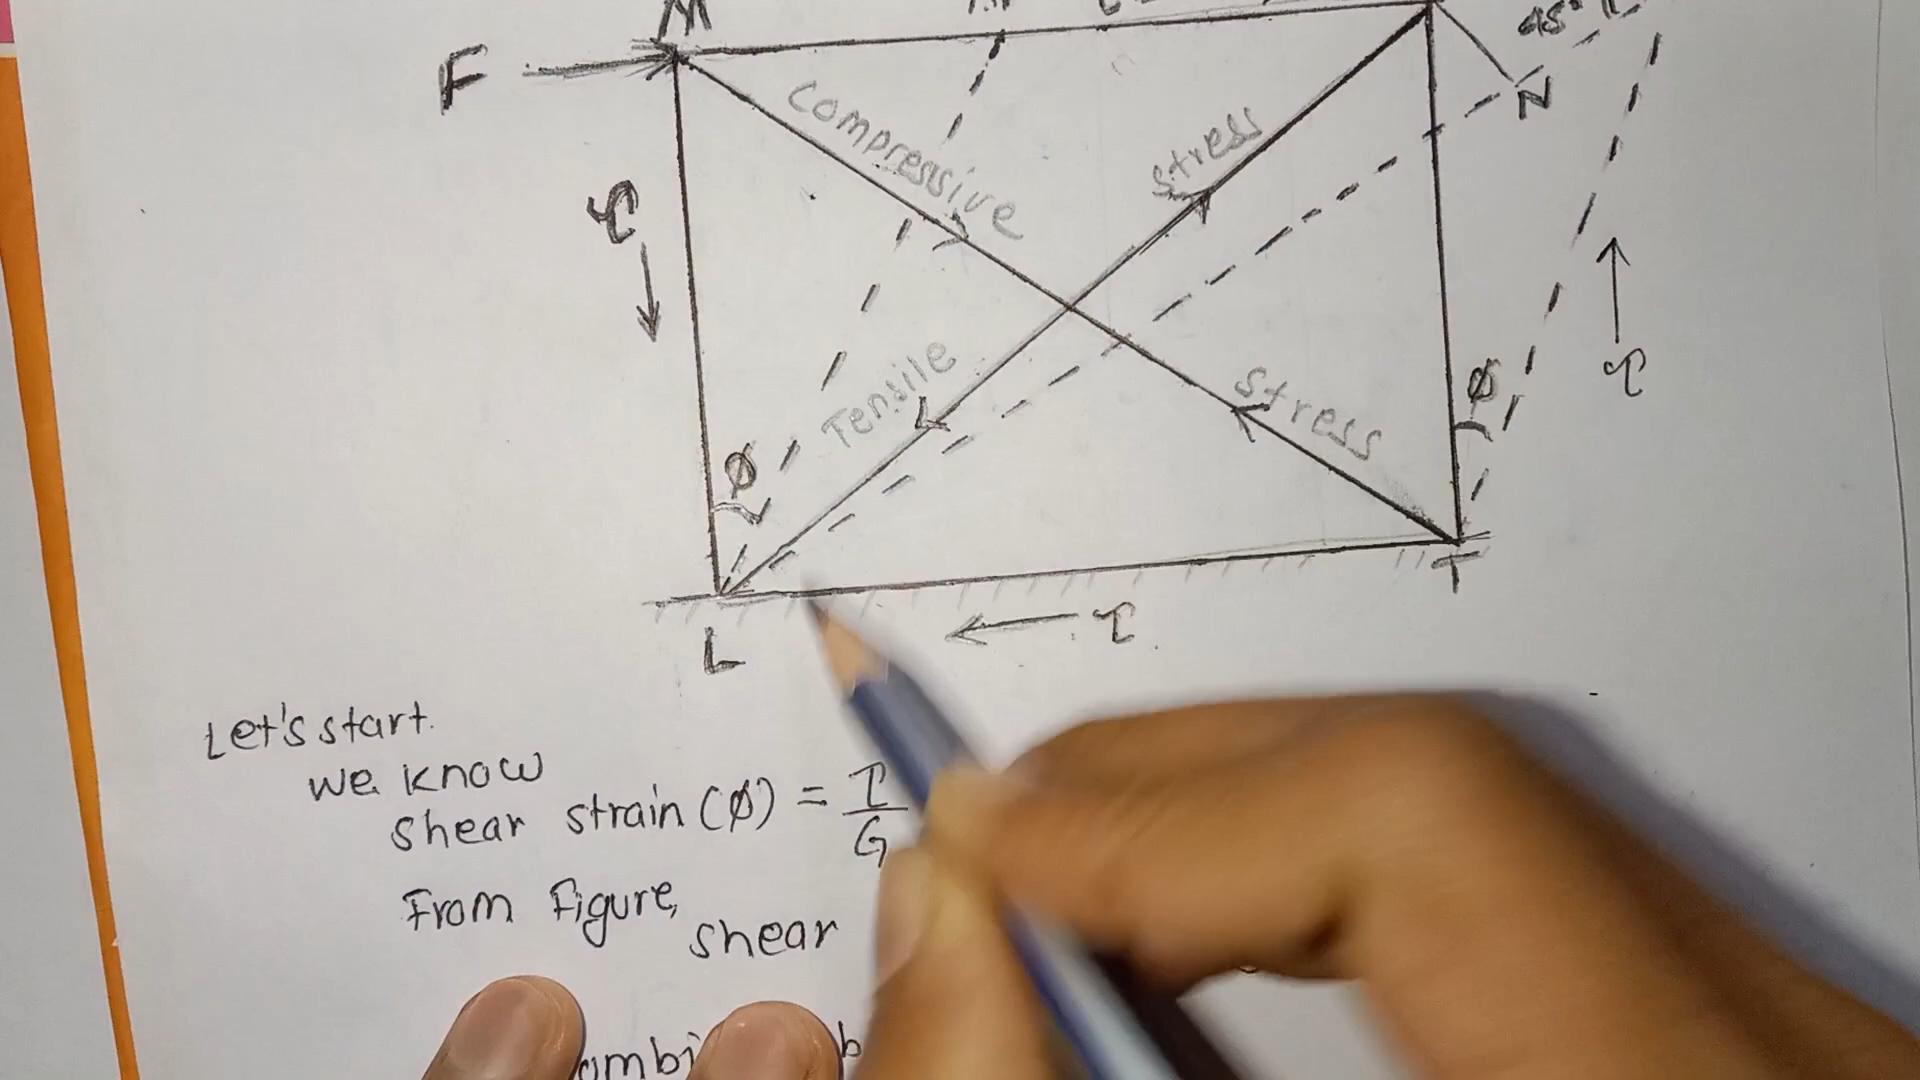 M
45°
F
N
compressive
stress
τ
Tensile
stress
φ
φ
τ
T
τ
L
Let's start.
we know
shear strain (φ) = τ/G
From Figure,
shear